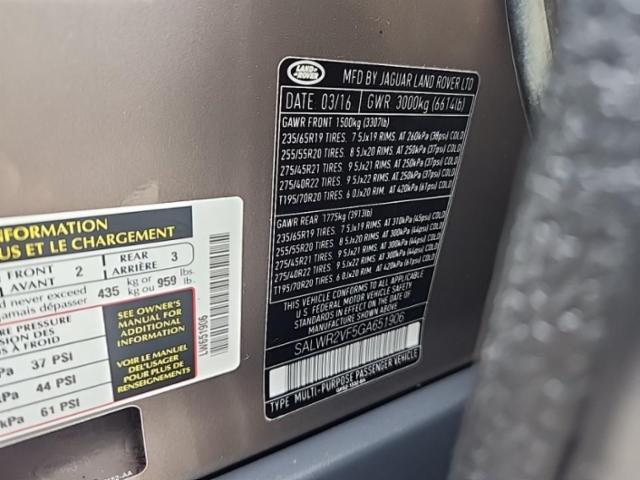 LAND ROVER
MFD BY JAGUAR LAND ROVER LTD
DATE 03/16 GWR 3000kg (6614lb)
GAWR FRONT 1500kg (3307lb)
235/65R19 TIRES. 7 5Jx19 RIMS. AT 260kPa (38psi) COLD
255/55R20 TIRES. 8 5Jx20 RIMS. AT 250kPa (37psi) COLD
275/45R21 TIRES. 9 5Jx21 RIMS. AT 250kPa (37psi) COLD
275/40R22 TIRES. 9 5Jx22 RIMS. AT 250kPa (37psi) COLD
T195/70R20 TIRES. 6 0Jx20 RIM. AT 420kPa (61psi) COLD
GAWR REAR 1775kg (3913lb)
235/65R19 TIRES. 7 5Jx19 RIMS. AT 310kPa (45psi) COLD
255/55R20 TIRES. 8 5Jx20 RIMS. AT 300kPa (44psi) COLD
275/45R21 TIRES. 9 5Jx21 RIMS. AT 300kPa (44psi) COLD
275/40R22 TIRES. 9 5Jx22 RIMS. AT 300kPa (44psi) COLD
T195/70R20 TIRES. 6 0Jx20 RIM. AT 420kPa (61psi) COLD
THIS VEHICLE CONFORMS TO ALL APPLICABLE
U.S. FEDERAL MOTOR VEHICLE SAFETY
STANDARDS IN EFFECT ON THE DATE OF
MANUFACTURE SHOWN ABOVE
SALWR2VF5GA651906
TYPE MULTI-PURPOSE PASSENGER VEHICLE
INFORMATION
US ET LE CHARGEMENT
FRONT AVANT 2 REAR ARRIÈRE 3
d never exceed
jamais dépasser 435 kg or kg ou 959 lbs. lb.
PRESSURE
À FROID
kPa 37 PSI
kPa 44 PSI
kPa 61 PSI
SEE OWNER'S
MANUAL FOR
ADDITIONAL
INFORMATION
VOIR LE MANUEL
DE L'USAGER
POUR PLUS DE
RENSEIGNEMENTS
LW651906